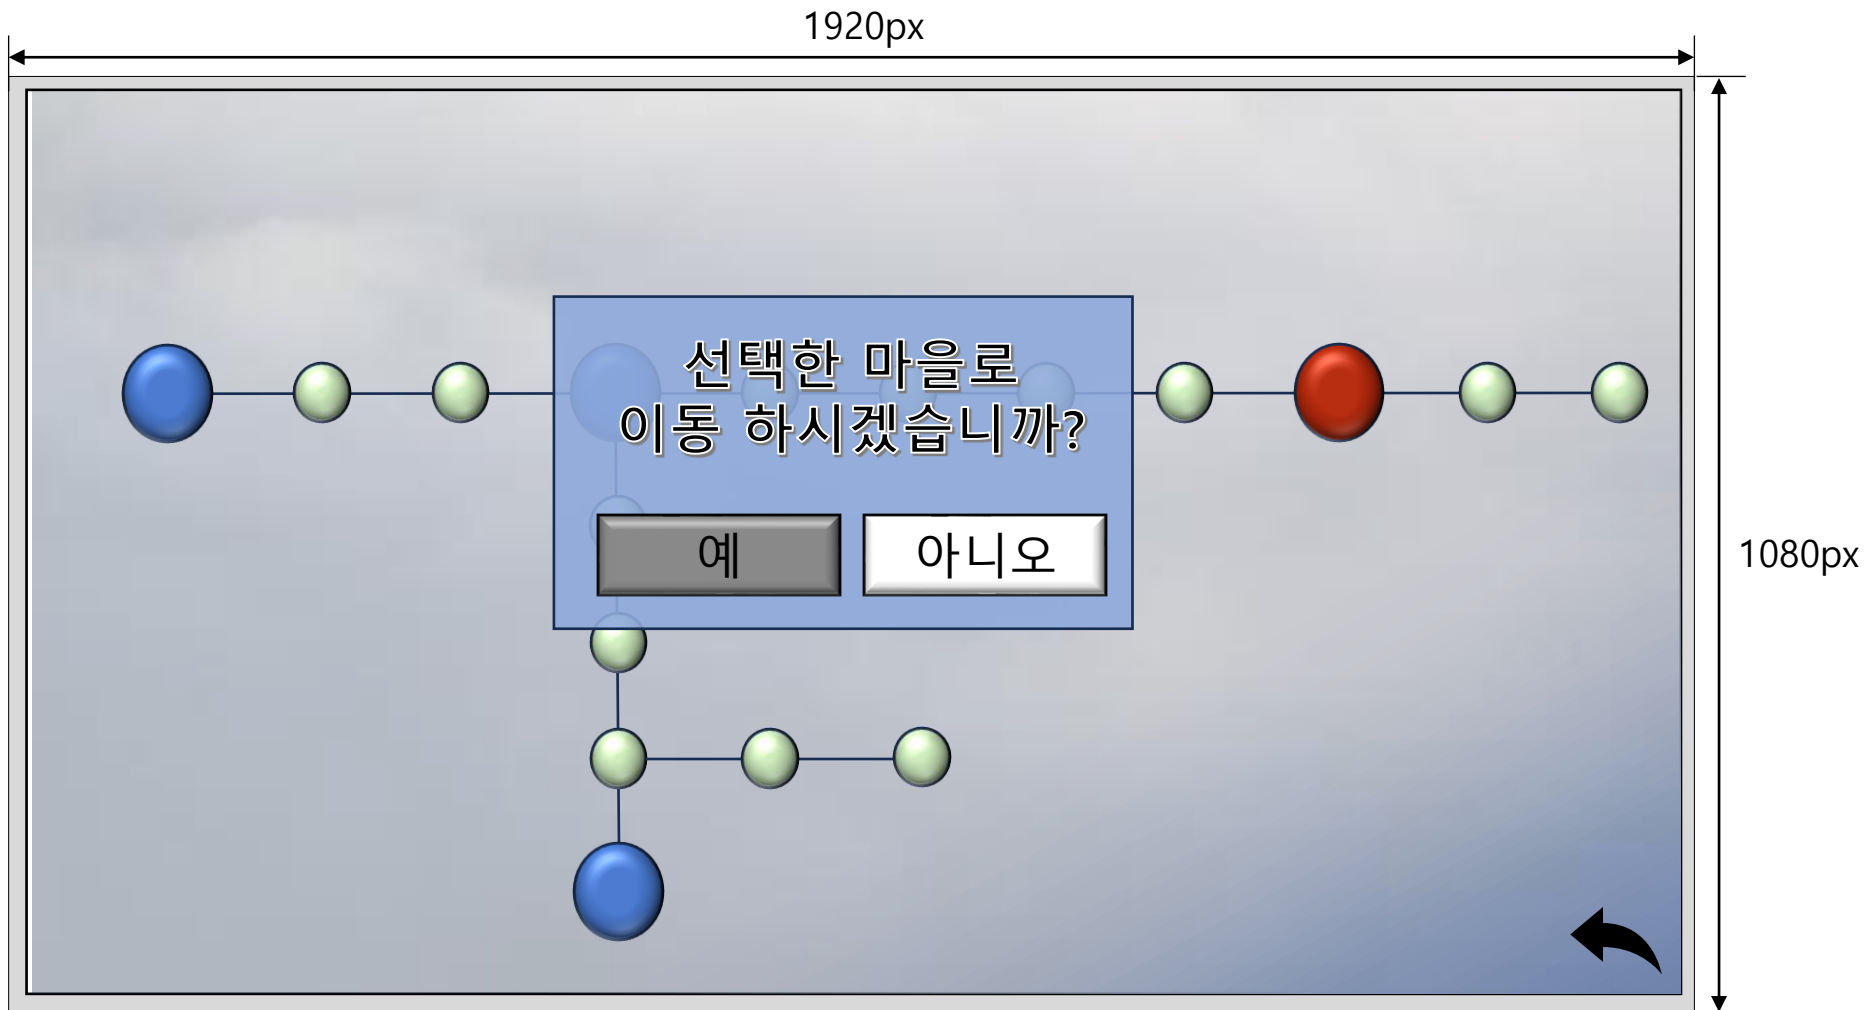 1920px
선택한 마을로
이동 하시겠습니까?
예
아니오
1080px